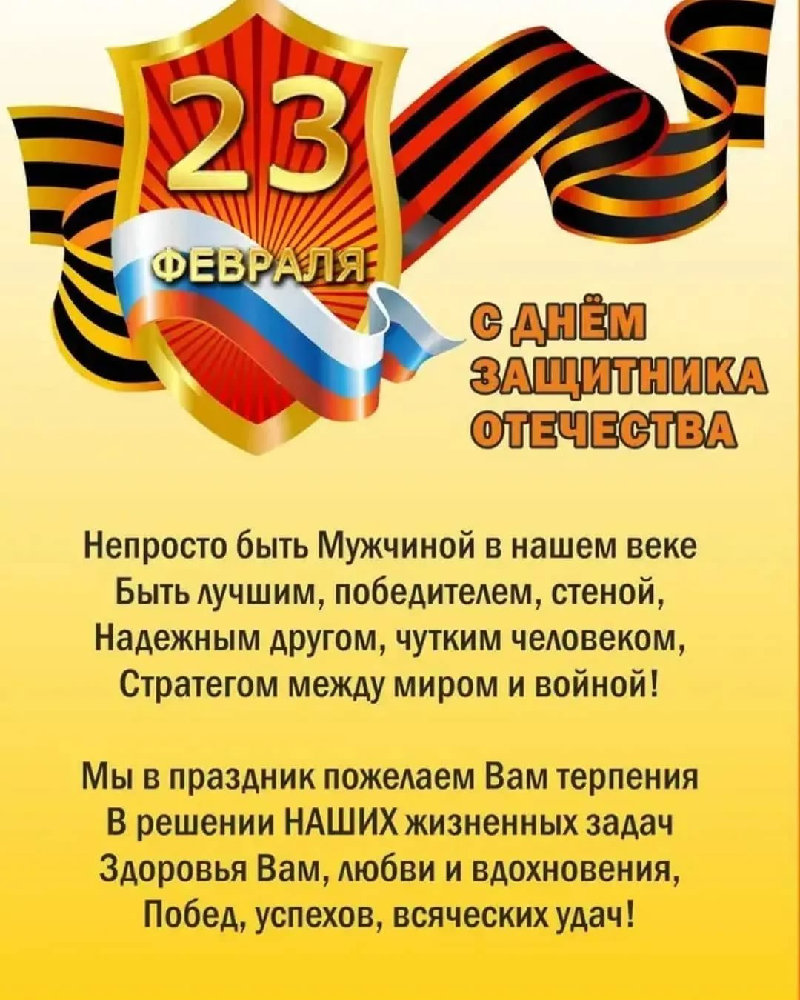 23
ФЕВРАЛЯ
С ДНЁМ
ЗАЩИТНИКА
ОТЕЧЕСТВА
Непросто быть Мужчиной в нашем веке
Быть лучшим, победителем, стеной,
Надежным другом, чутким человеком,
Стратегом между миром и войной!
Мы в праздник пожелаем Вам терпения
В решении НАШИХ жизненных задач
Здоровья Вам, любви и вдохновения,
Побед, успехов, всяческих удач!